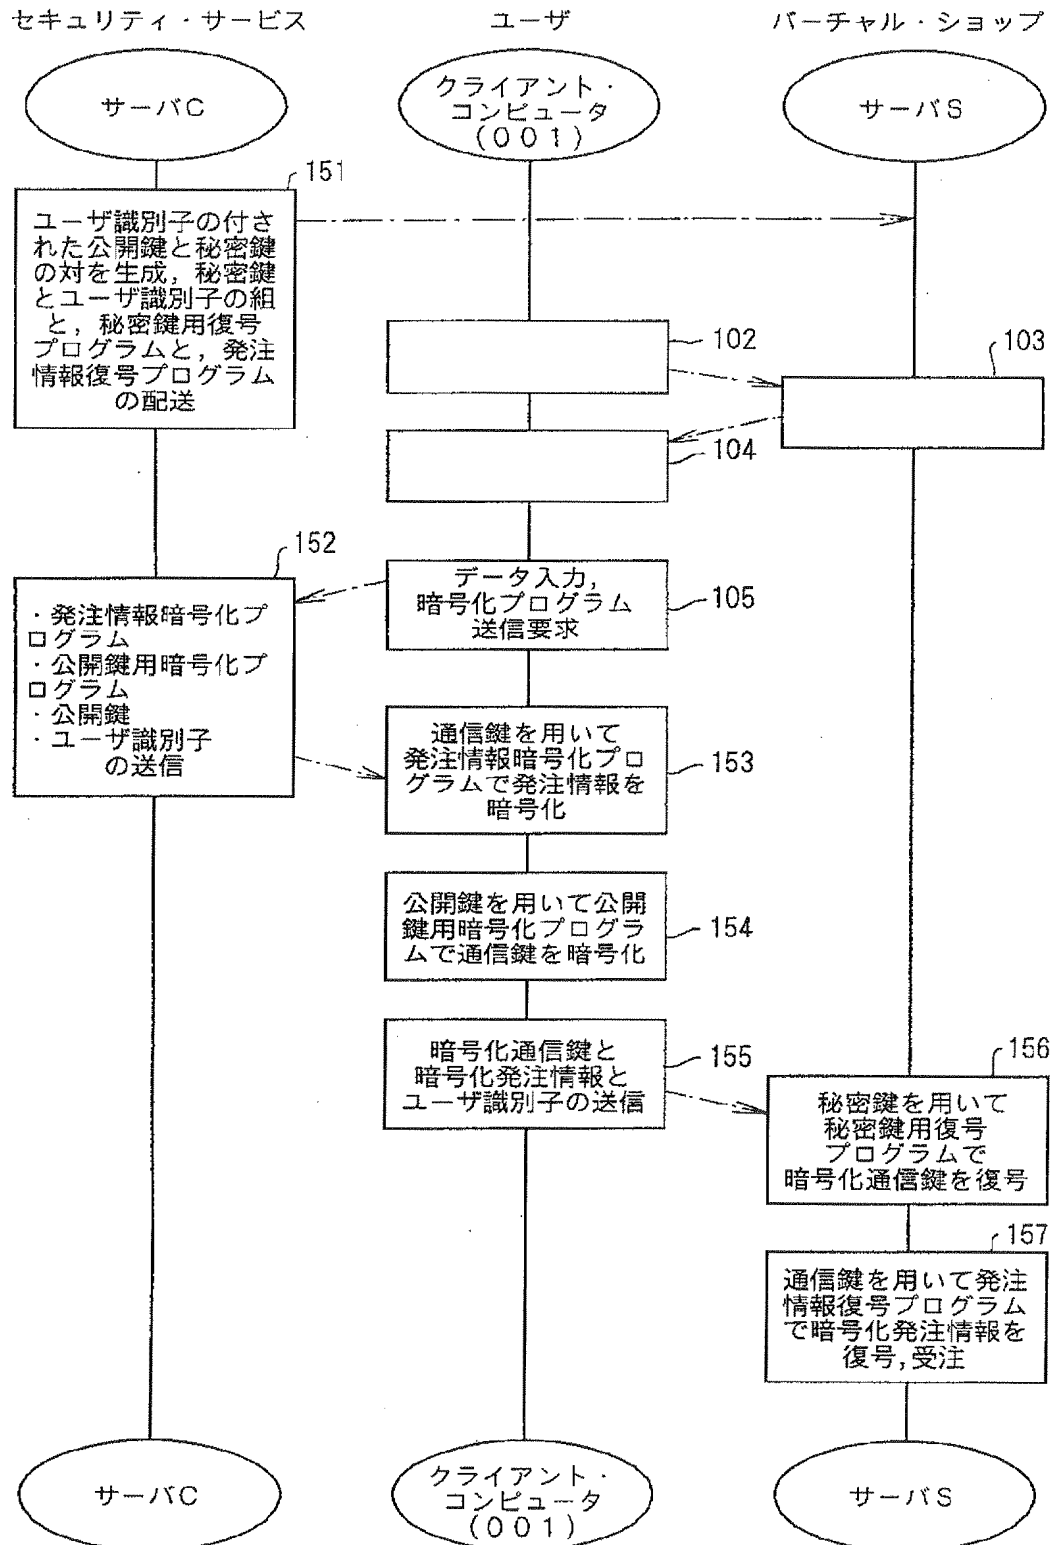 セキュリティ・サービス
ユーザ
バーチャル・ショップ
サーバC
クライアント・
コンピュータ
(001)
サーバS
151
ユーザ識別子の付さ
れた公開鍵と秘密鍵
の対を生成，秘密鍵
とユーザ識別子の組
と，秘密鍵用復号
プログラムと，発注
情報復号プログラム
の配送
102
103
104
152
・発注情報暗号化プ
ログラム
・公開鍵用暗号化プ
ログラム
・公開鍵
・ユーザ識別子
の送信
データ入力，
暗号化プログラム
送信要求
105
通信鍵を用いて
発注情報暗号化プロ
グラムで発注情報を
暗号化
153
公開鍵を用いて公開
鍵用暗号化プログラ
ムで通信鍵を暗号化
154
暗号化通信鍵と
暗号化発注情報と
ユーザ識別子の送信
155
156
秘密鍵を用いて
秘密鍵用復号
プログラムで
暗号化通信鍵を復号
157
通信鍵を用いて発注
情報復号プログラム
で暗号化発注情報を
復号，受注
サーバC
クライアント・
コンピュータ
(001)
サーバS